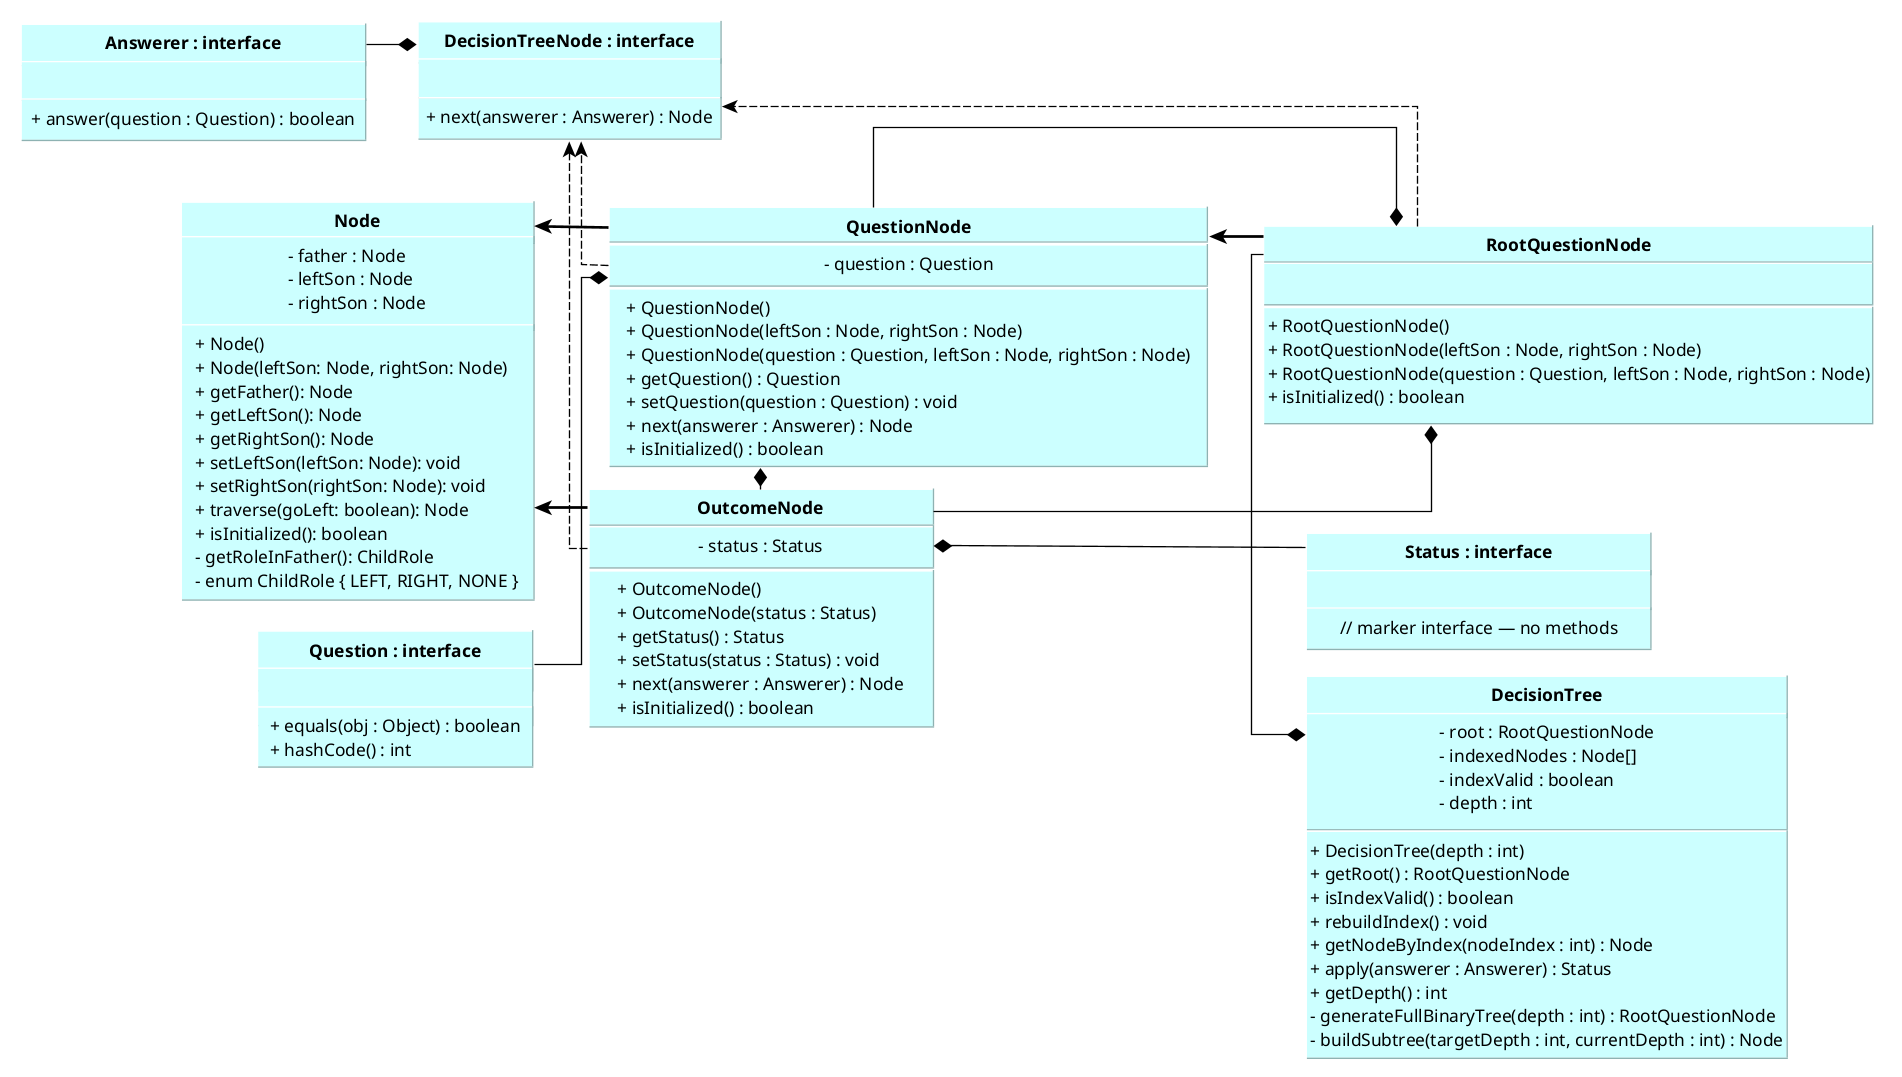 Answerer : interface
+ answer(question : Question) : boolean
DecisionTreeNode : interface
+ next(answerer : Answerer) : Node
Node
- father : Node
- leftSon : Node
- rightSon : Node
+ Node()
+ Node(leftSon: Node, rightSon: Node)
+ getFather(): Node
+ getLeftSon(): Node
+ getRightSon(): Node
+ setLeftSon(leftSon: Node): void
+ setRightSon(rightSon: Node): void
+ traverse(goLeft: boolean): Node
+ isInitialized(): boolean
- getRoleInFather(): ChildRole
- enum ChildRole { LEFT, RIGHT, NONE }
QuestionNode
- question : Question
+ QuestionNode()
+ QuestionNode(leftSon : Node, rightSon : Node)
+ QuestionNode(question : Question, leftSon : Node, rightSon : Node)
+ getQuestion() : Question
+ setQuestion(question : Question) : void
+ next(answerer : Answerer) : Node
+ isInitialized() : boolean
RootQuestionNode
+ RootQuestionNode()
+ RootQuestionNode(leftSon : Node, rightSon : Node)
+ RootQuestionNode(question : Question, leftSon : Node, rightSon : Node)
+ isInitialized() : boolean
OutcomeNode
- status : Status
+ OutcomeNode()
+ OutcomeNode(status : Status)
+ getStatus() : Status
+ setStatus(status : Status) : void
+ next(answerer : Answerer) : Node
+ isInitialized() : boolean
Status : interface
// marker interface — no methods
Question : interface
+ equals(obj : Object) : boolean
+ hashCode() : int
DecisionTree
- root : RootQuestionNode
- indexedNodes : Node[]
- indexValid : boolean
- depth : int
+ DecisionTree(depth : int)
+ getRoot() : RootQuestionNode
+ isIndexValid() : boolean
+ rebuildIndex() : void
+ getNodeByIndex(nodeIndex : int) : Node
+ apply(answerer : Answerer) : Status
+ getDepth() : int
- generateFullBinaryTree(depth : int) : RootQuestionNode
- buildSubtree(targetDepth : int, currentDepth : int) : Node